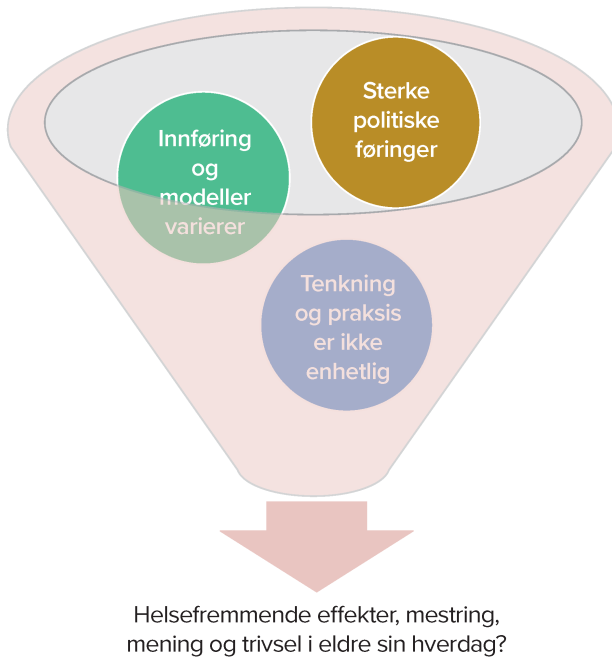 Sterke
politiske
føringer
Innføring
og
modeller
varierer
Tenkning
og praksis
er ikke
enhetlig
Helsefremmende effekter, mestring,
mening og trivsel i eldre sin hverdag?